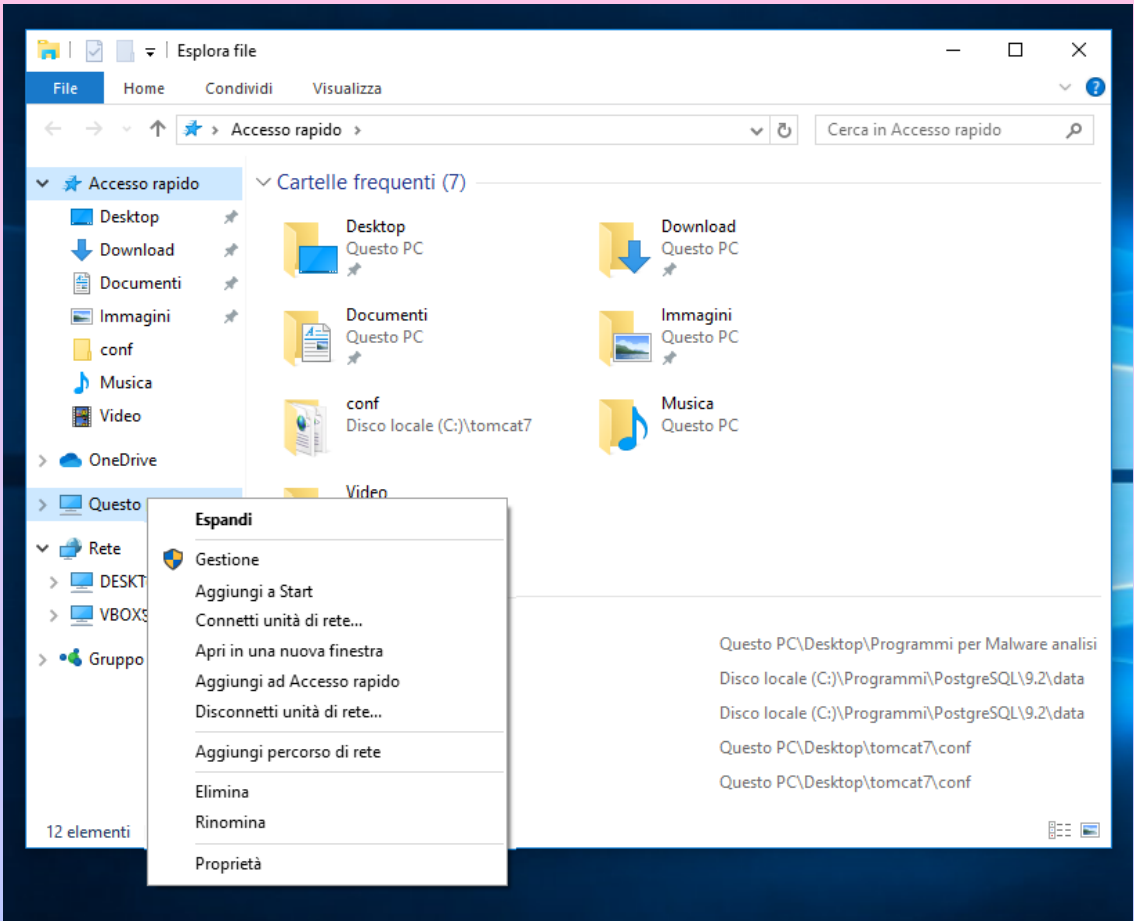 Esplora file
File Home Condividi Visualizza
Accesso rapido
Cerca in Accesso rapido
Accesso rapido
Desktop
Download
Documenti
Immagini
conf
Musica
Video
OneDrive
Questo
Rete
DESKT
VBOXS
Gruppo
Cartelle frequenti (7)
Desktop
Questo PC
Download
Questo PC
Documenti
Questo PC
Immagini
Questo PC
conf
Disco locale (C:)\tomcat7
Musica
Questo PC
Video
Espandi
Gestione
Aggiungi a Start
Connetti unità di rete...
Apri in una nuova finestra
Aggiungi ad Accesso rapido
Disconnetti unità di rete...
Aggiungi percorso di rete
Elimina
Rinomina
Proprietà
Questo PC\Desktop\Programmi per Malware analisi
Disco locale (C:)\Programmi\PostgreSQL\9.2\data
Disco locale (C:)\Programmi\PostgreSQL\9.2\data
Questo PC\Desktop\tomcat7\conf
Questo PC\Desktop\tomcat7\conf
12 elementi